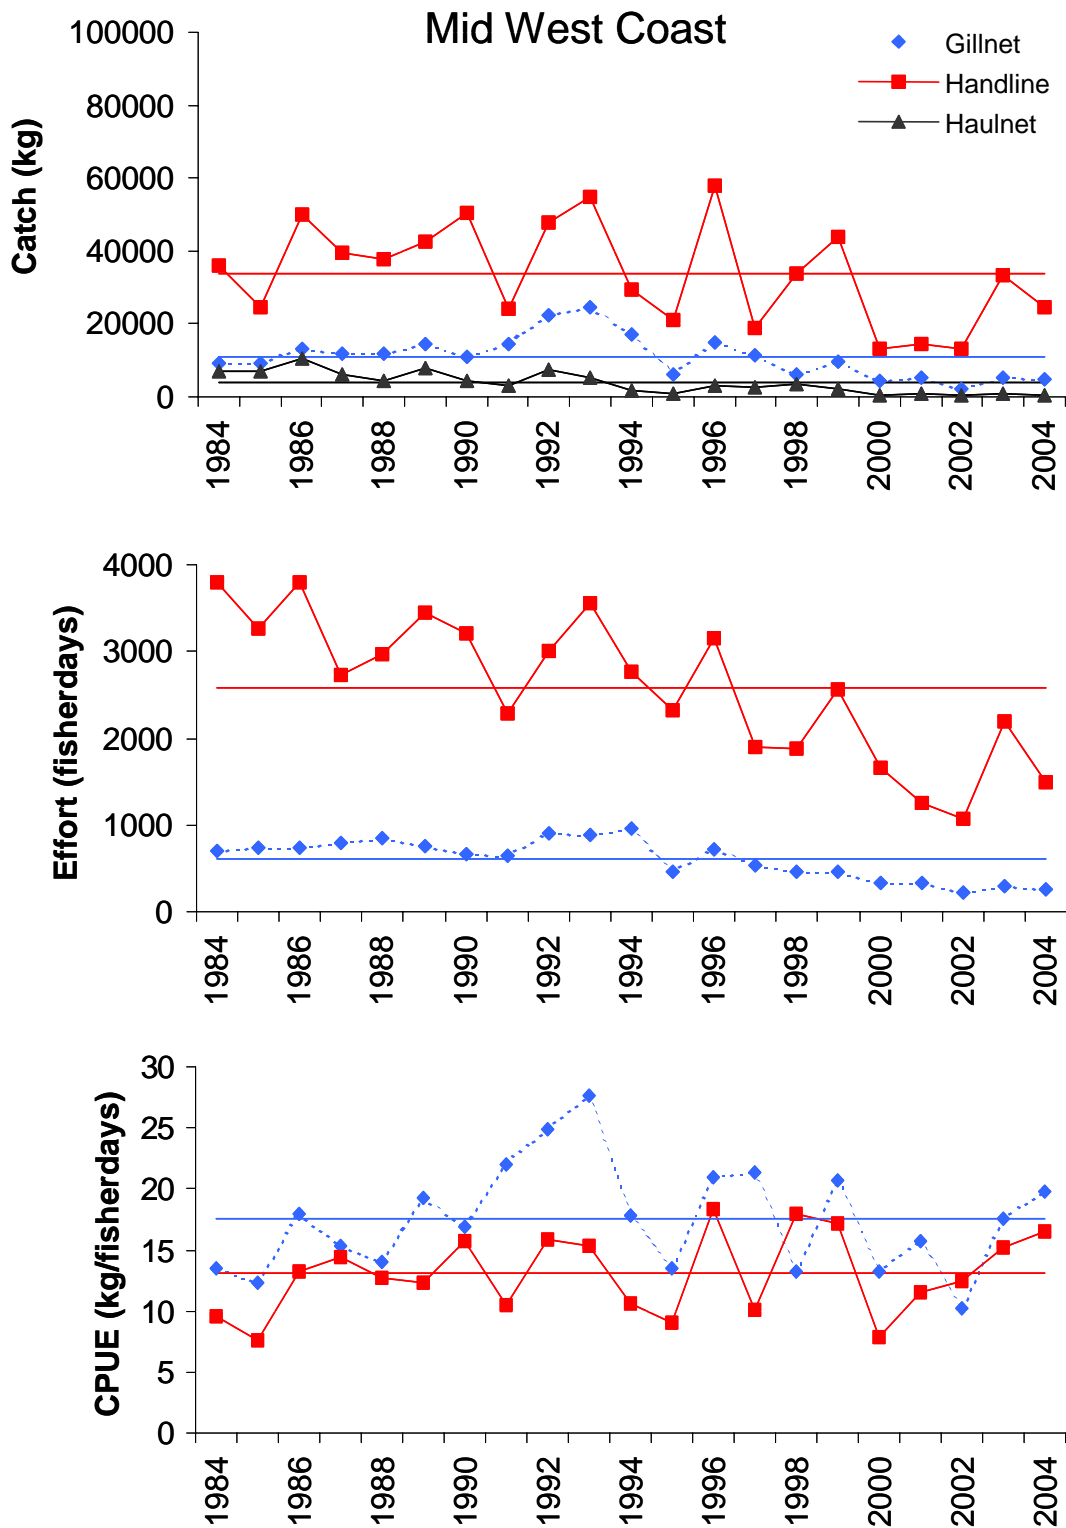 Mid West Coast
Gillnet
Handline
Haulnet
Catch (kg)
100000
80000
60000
40000
20000
0
1984 1986 1988 1990 1992 1994 1996 1998 2000 2002 2004
Effort (fisherdays)
4000
3000
2000
1000
0
1984 1986 1988 1990 1992 1994 1996 1998 2000 2002 2004
CPUE (kg/fisherdays)
30
25
20
15
10
5
0
1984 1986 1988 1990 1992 1994 1996 1998 2000 2002 2004